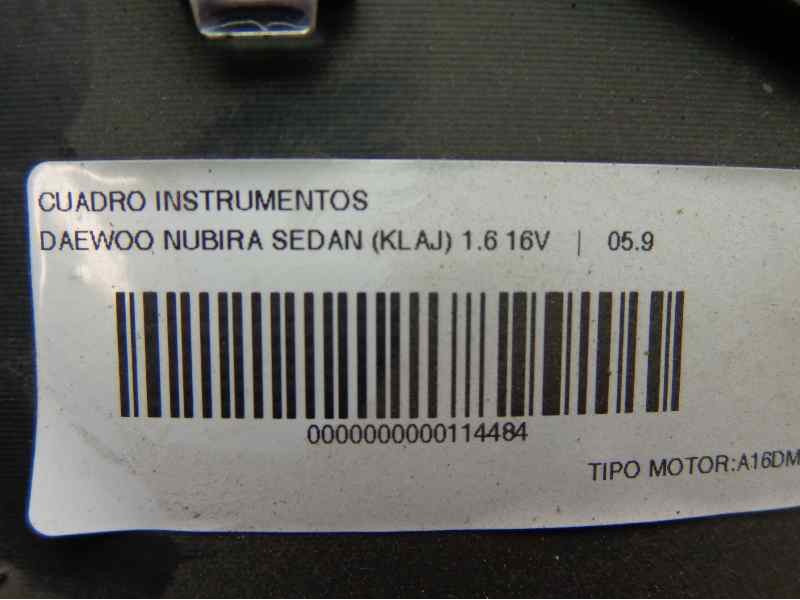 CUADRO INSTRUMENTOS
DAEWOO NUBIRA SEDAN (KLAJ) 1.6 16V | 05.9
0000000000114484
TIPO MOTOR:A16DM